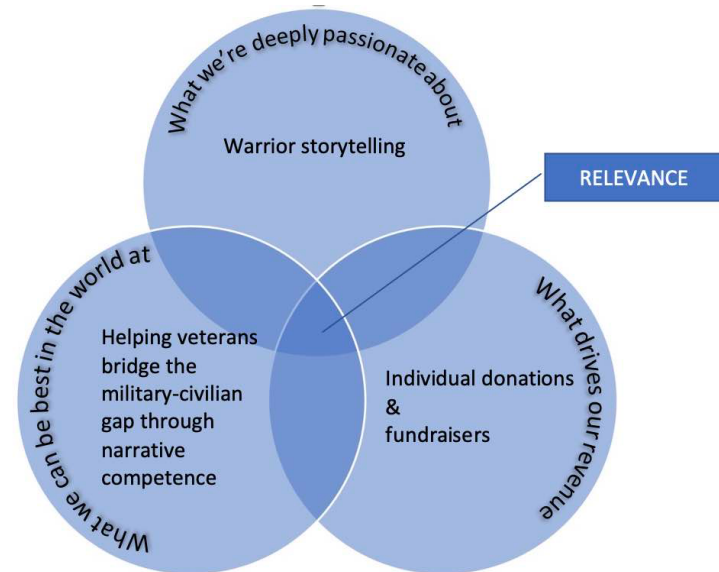 What we're deeply passionate about
Warrior storytelling
RELEVANCE
What we can be best in the world at
Helping veterans
bridge the
military-civilian
gap through
narrative
competence
What drives our revenue
Individual donations
&
fundraisers